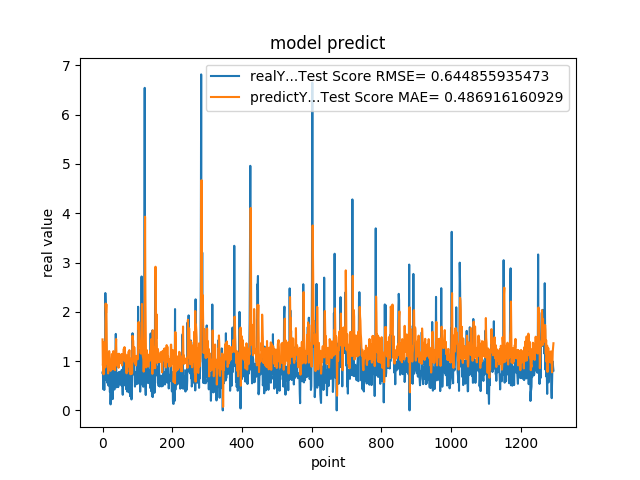 model predict
realY...Test Score RMSE= 0.644855935473
predictY...Test Score MAE= 0.486916160929
7
6
5
4
3
2
1
0
real value
0 200 400 600 800 1000 1200
point